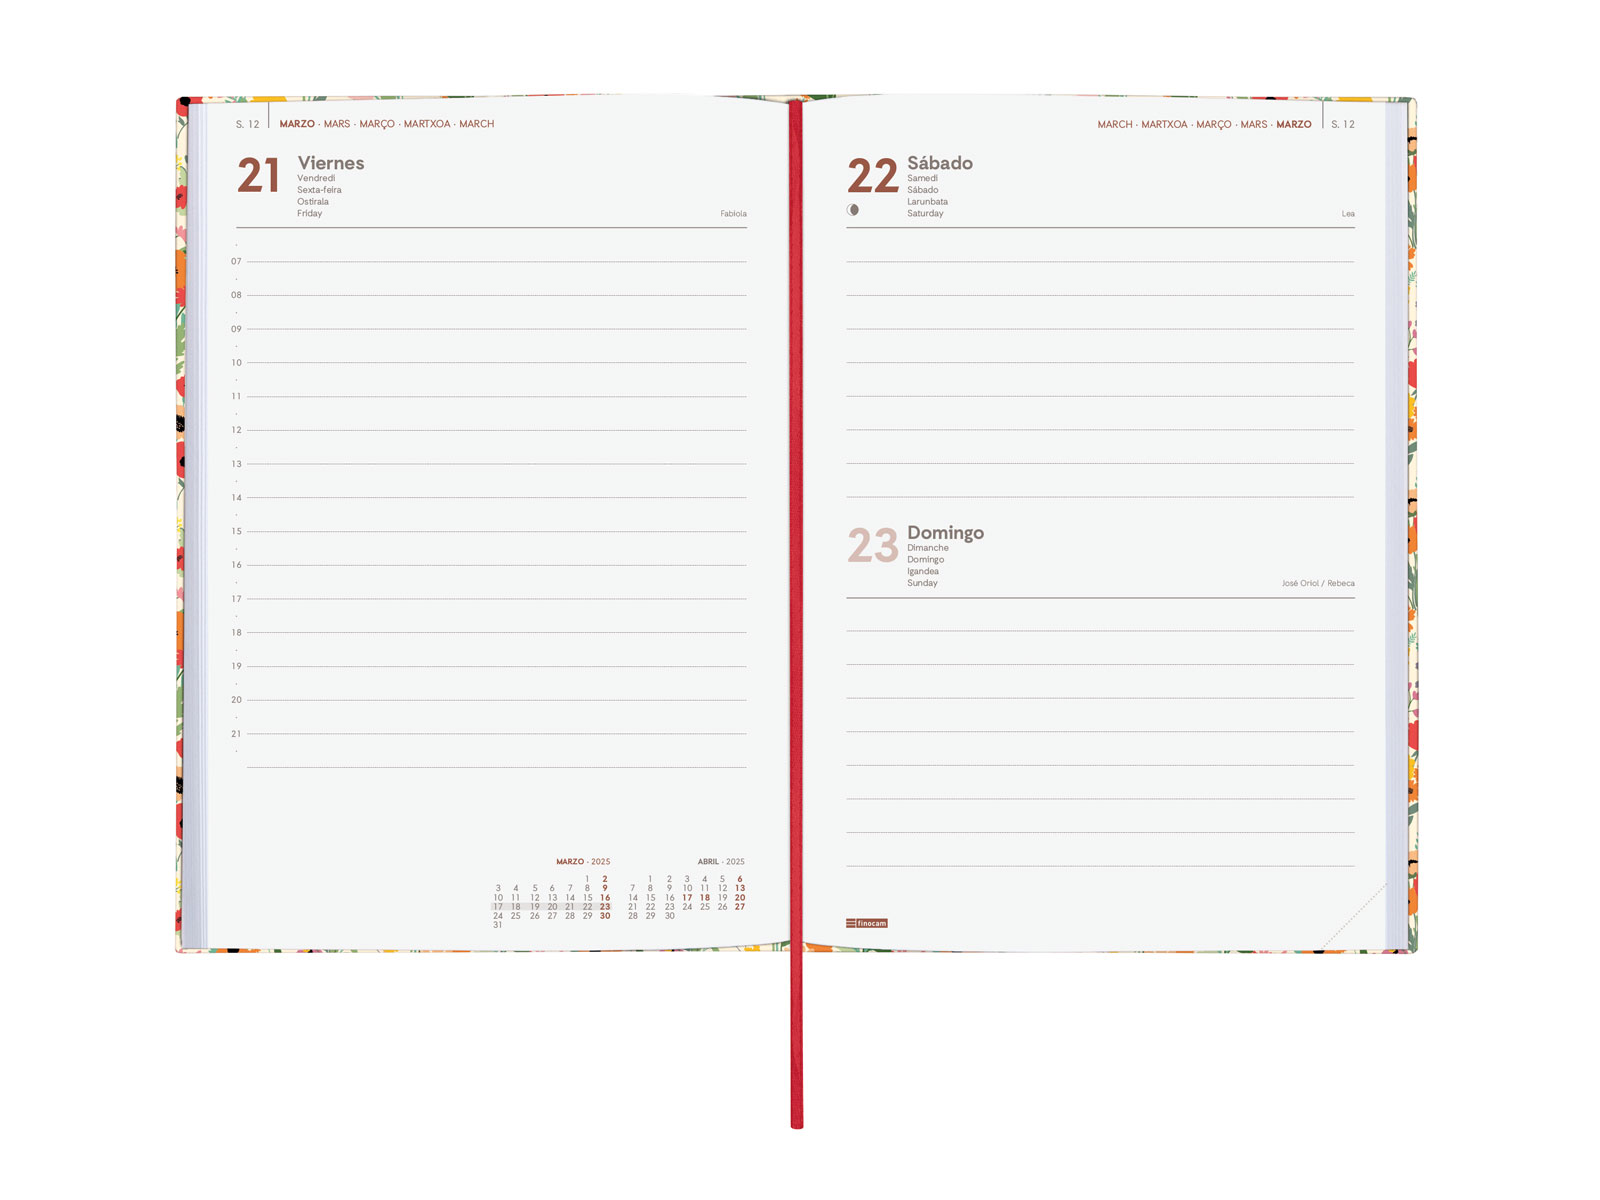 S. 12 MARZO · MARS · MARÇO · MARTXOA · MARCH
21 Viernes
Vendredi
Sexta-feira
Ostirala
Friday
Fabiola
07
08
09
10
11
12
13
14
15
16
17
18
19
20
21
MARZO · 2025
1 2
3 4 5 6 7 8 9
10 11 12 13 14 15 16
17 18 19 20 21 22 23
24 25 26 27 28 29 30
31
ABRIL · 2025
1 2 3 4 5 6
7 8 9 10 11 12 13
14 15 16 17 18 19 20
21 22 23 24 25 26 27
28 29 30
MARCH · MARTXOA · MARÇO · MARS · MARZO S. 12
22 Sábado
Samedi
Sábado
Larunbata
Saturday
Lea
23 Domingo
Dimanche
Domingo
Igandea
Sunday
José Oriol / Rebeca
finocam